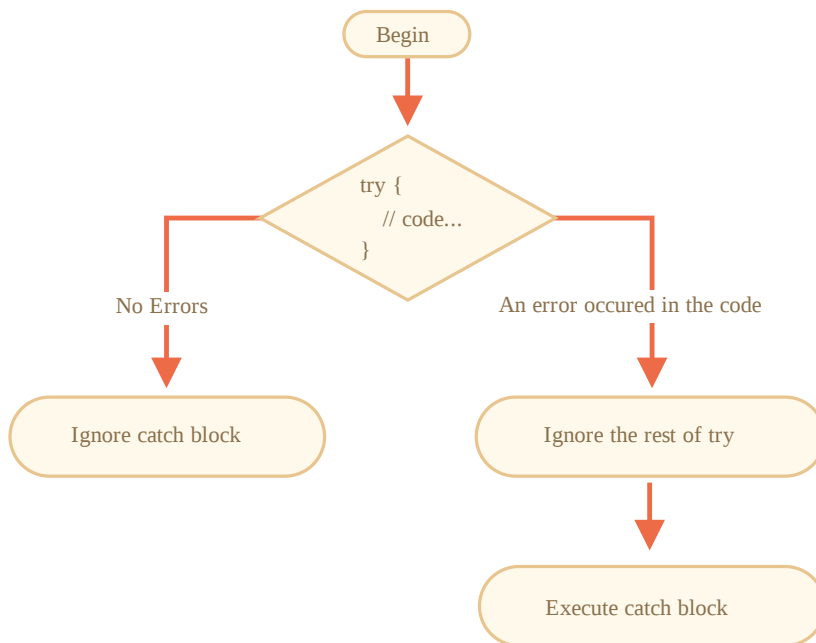 Begin
try {
// code...
}
No Errors
An error occured in the code
Ignore catch block
Ignore the rest of try
Execute catch block